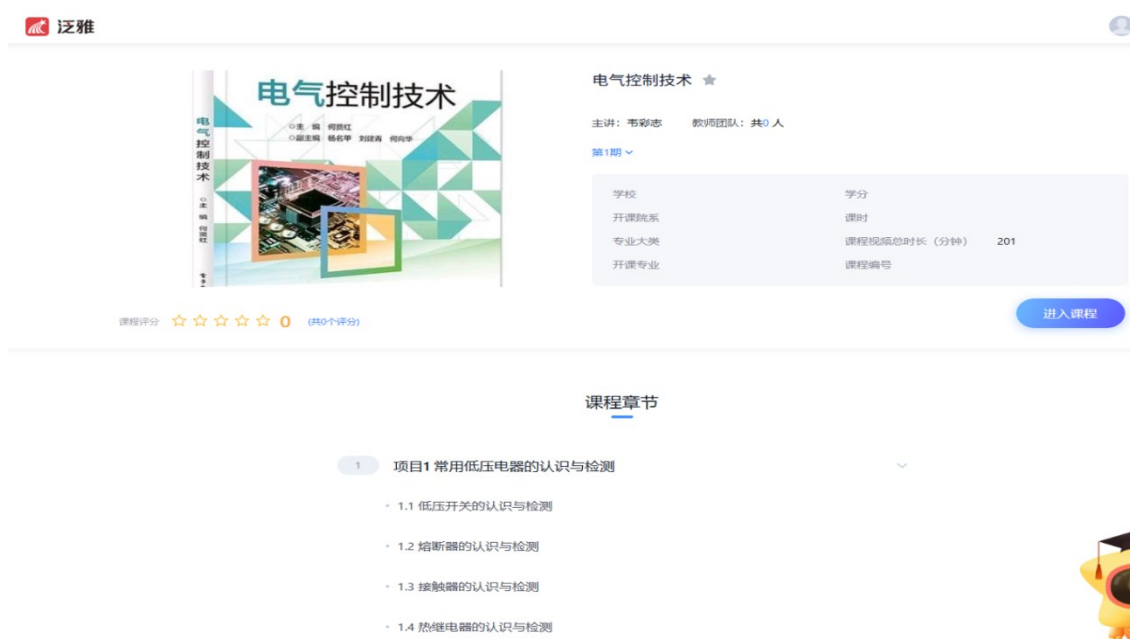 泛雅
电气控制技术
主 编 何贤红
副主编 杨名甲 刘建青 何向华
电气控制技术
主 编
电气控制技术
主讲：韦彩志 教师团队：共0 人
第1期
学校 学分
开课院系 课时
专业大类 课程视频总时长（分钟） 201
开课专业 课程编号
课程评分 0 (共0个评分)
进入课程
课程章节
1 项目1 常用低压电器的认识与检测
1.1 低压开关的认识与检测
1.2 熔断器的认识与检测
1.3 接触器的认识与检测
1.4 热继电器的认识与检测